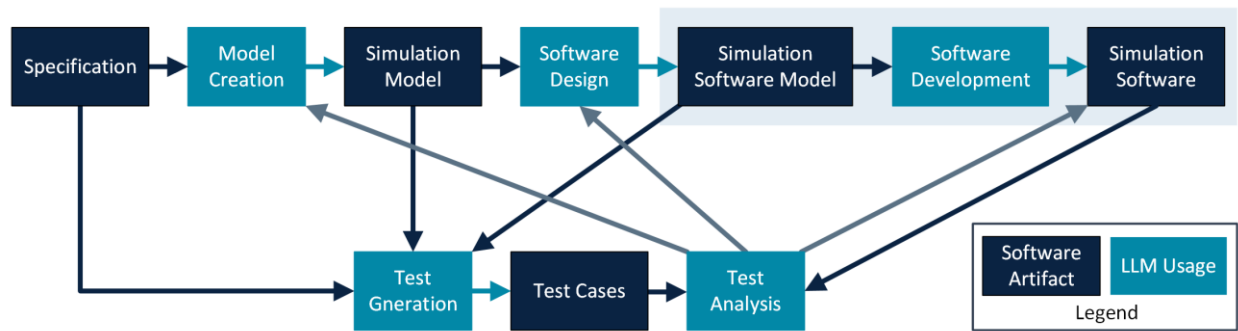 Specification
Model
Creation
Simulation
Model
Software
Design
Simulation
Software Model
Software
Development
Simulation
Software
Test
Gneration
Test Cases
Test
Analysis
Software
Artifact
LLM Usage
Legend